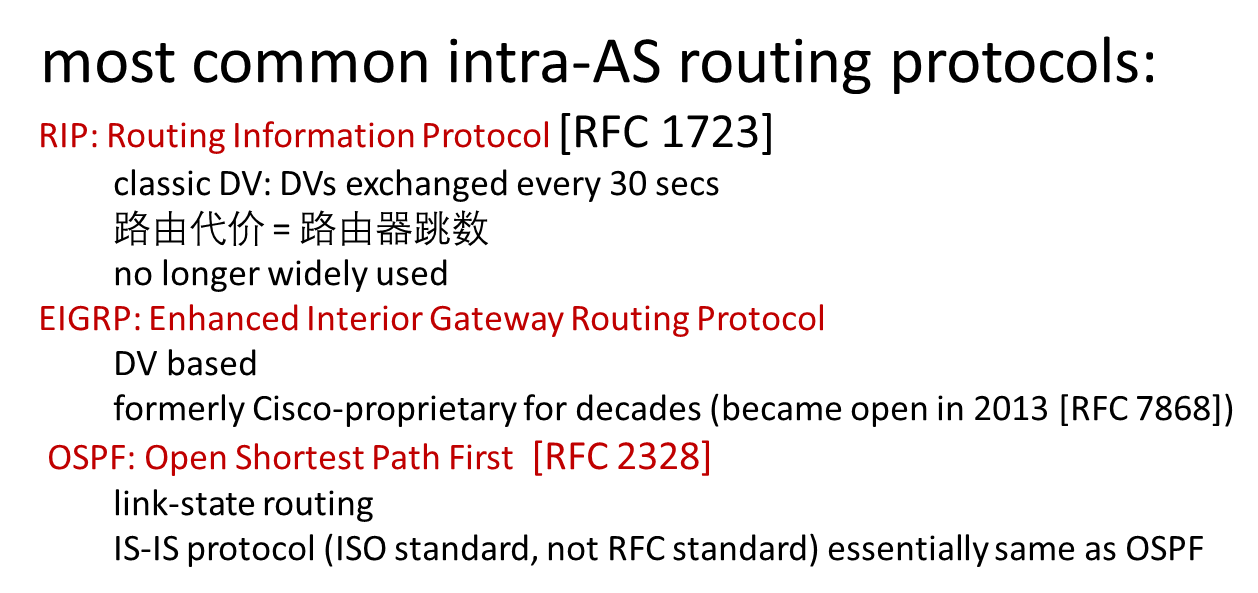 most common intra-AS routing protocols:
RIP: Routing Information Protocol [RFC 1723]
classic DV: DVs exchanged every 30 secs
路由代价 = 路由器跳数
no longer widely used
EIGRP: Enhanced Interior Gateway Routing Protocol
DV based
formerly Cisco-proprietary for decades (became open in 2013 [RFC 7868])
OSPF: Open Shortest Path First [RFC 2328]
link-state routing
IS-IS protocol (ISO standard, not RFC standard) essentially same as OSPF